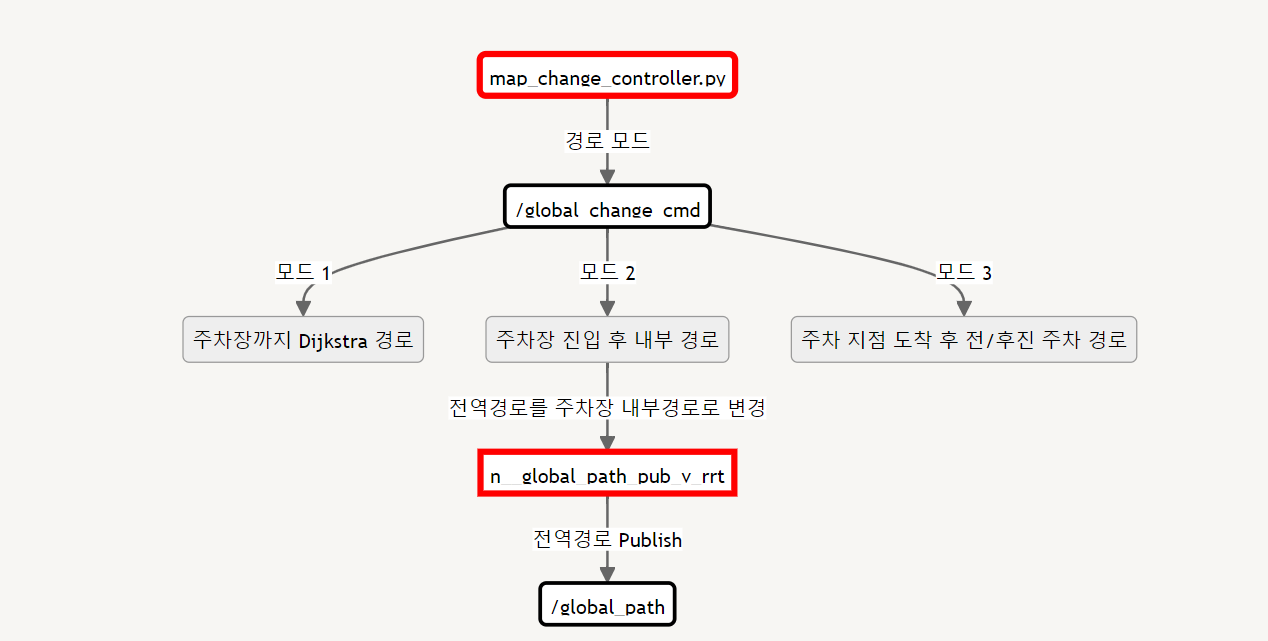 map_change_controller.py
경로 모드
/global_change_cmd
모드 1
모드 2
모드 3
주차장까지 Dijkstra 경로
주차장 진입 후 내부 경로
주차 지점 도착 후 전/후진 주차 경로
전역경로를 주차장 내부경로로 변경
n__global_path_pub_v_rrt
전역경로 Publish
/global_path